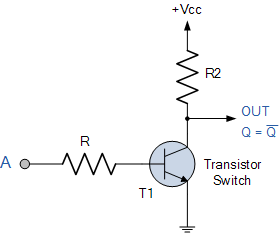 +Vcc
R2
OUT
Q = Q̅
R
A
Transistor
Switch
T1